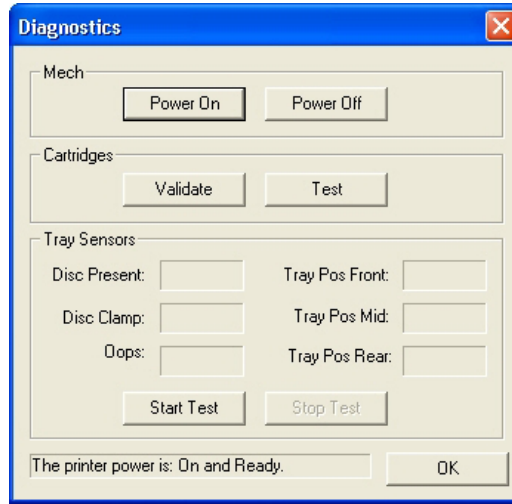 Diagnostics
Mech
Power On Power Off
Cartridges
Validate Test
Tray Sensors
Disc Present: Tray Pos Front:
Disc Clamp: Tray Pos Mid:
Oops: Tray Pos Rear:
Start Test Stop Test
The printer power is: On and Ready. OK